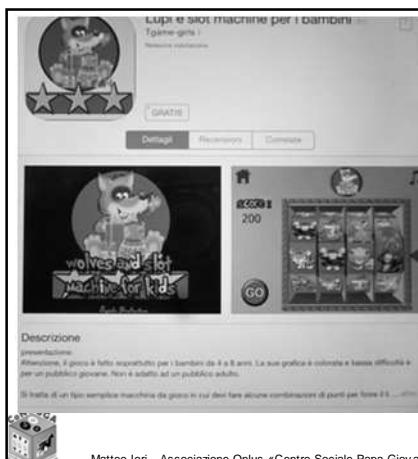 Lupi e slot machine per i bambini
Tgame-girls
GRATIS
Dettagli
Recensioni
Correlate
wolves and slot
machine for kids
SCORE:
200
GO
Descrizione
presentazione:
Attenzione, il gioco è fatto soprattutto per i bambini da 4 a 8 anni. La sue grafica è colorata e bassa difficoltà è
per un pubblico giovane. Non è adatto ad un pubblico adulto.
Si tratta di un tipo semplice macchina da gioco in cui devi fare alcune combinazioni di punti per fare il
Matteo Iori - Associazione Onlus «Centro Sociale Papa